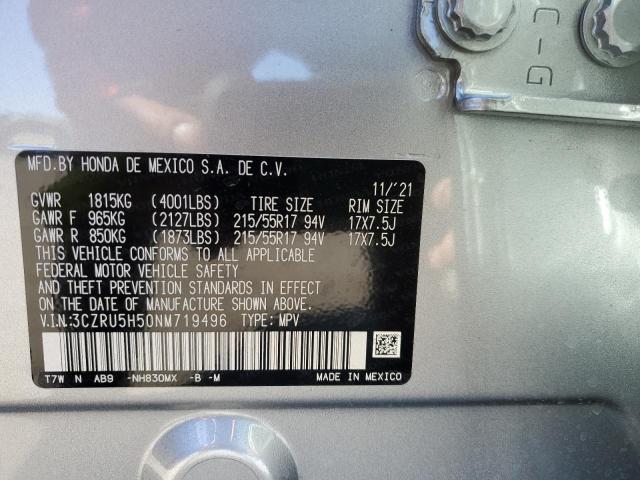 C-G
MFD.BY HONDA DE MEXICO S.A. DE C.V.
11/'21
GVWR 1815KG (4001LBS) TIRE SIZE RIM SIZE
GAWR F 965KG (2127LBS) 215/55R17 94V 17X7.5J
GAWR R 850KG (1873LBS) 215/55R17 94V 17X7.5J
THIS VEHICLE CONFORMS TO ALL APPLICABLE
FEDERAL MOTOR VEHICLE SAFETY
AND THEFT PREVENTION STANDARDS IN EFFECT
ON THE DATE OF MANUFACTURE SHOWN ABOVE.
V.I.N:3CZRU5H50NM719496 TYPE: MPV
T7W N AB9 -NH830MX -B -M MADE IN MEXICO